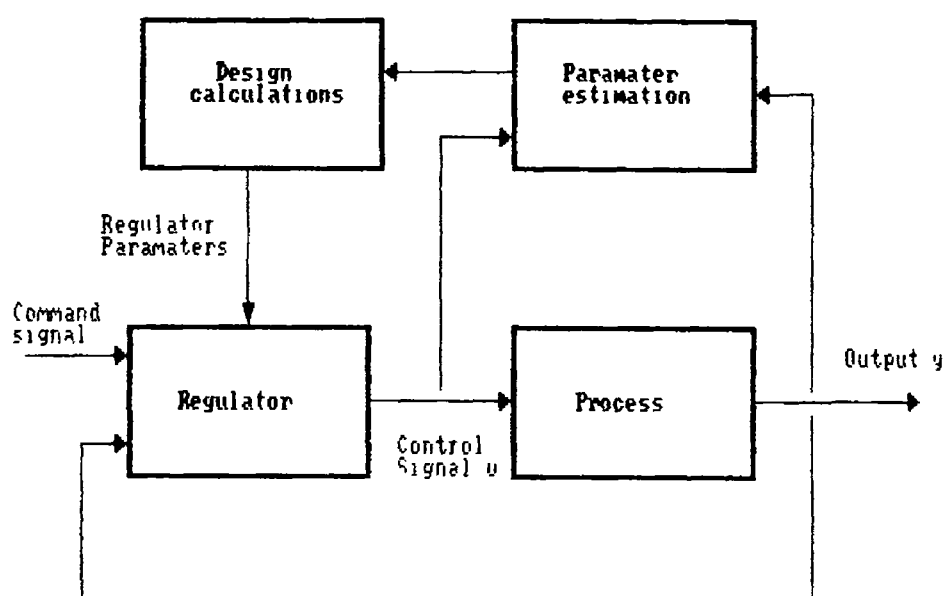 Design
calculations
Paramater
estimation
Regulator
Paramaters
Command
signal
Regulator
Process
Output y
Control
Signal u